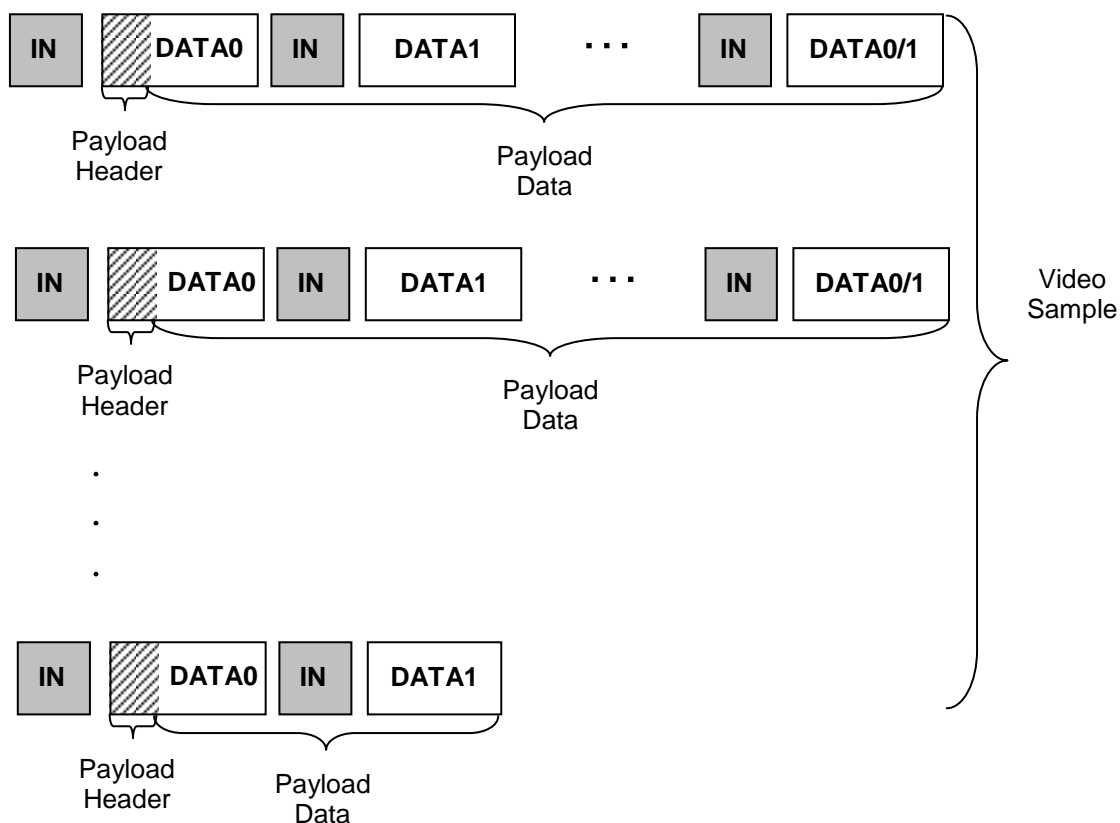 IN DATA0 IN DATA1 ... IN DATA0/1
Payload
Header
Payload
Data
IN DATA0 IN DATA1 ... IN DATA0/1
Video
Sample
Payload
Header
Payload
Data
.
.
.
IN DATA0 IN DATA1
Payload
Header
Payload
Data